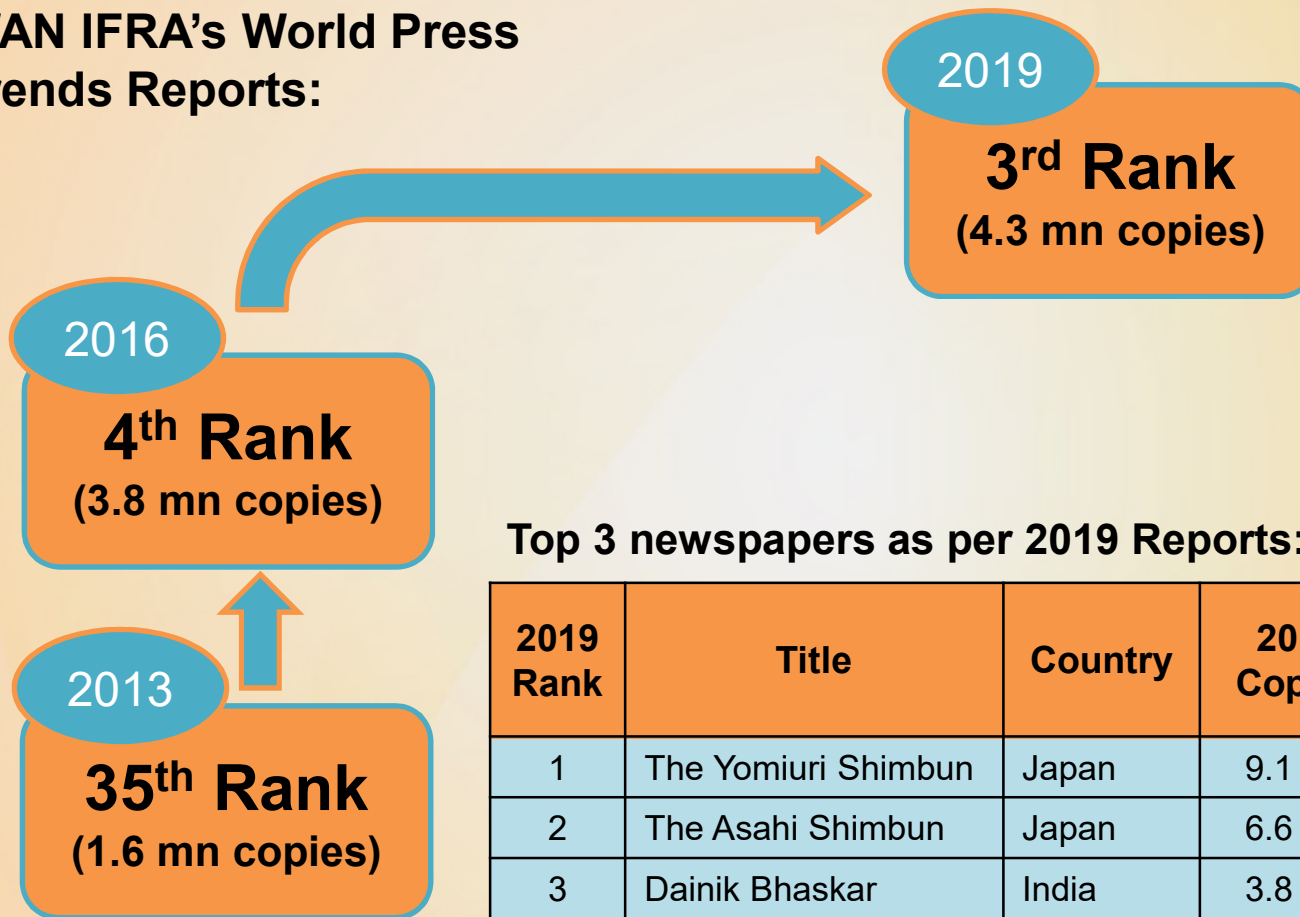 IFRA's World Press
Reports:
2019
3rd Rank
(4.3 mn copies)
2016
4th Rank
(3.8 mn copies)
2013
35th Rank
(1.6 mn copies)
Top 3 newspapers as per 2019 Reports:
2019 Rank Title Country
1 The Yomiuri Shimbun Japan 9.1
2 The Asahi Shimbun Japan 6.6
3 Dainik Bhaskar India 3.8